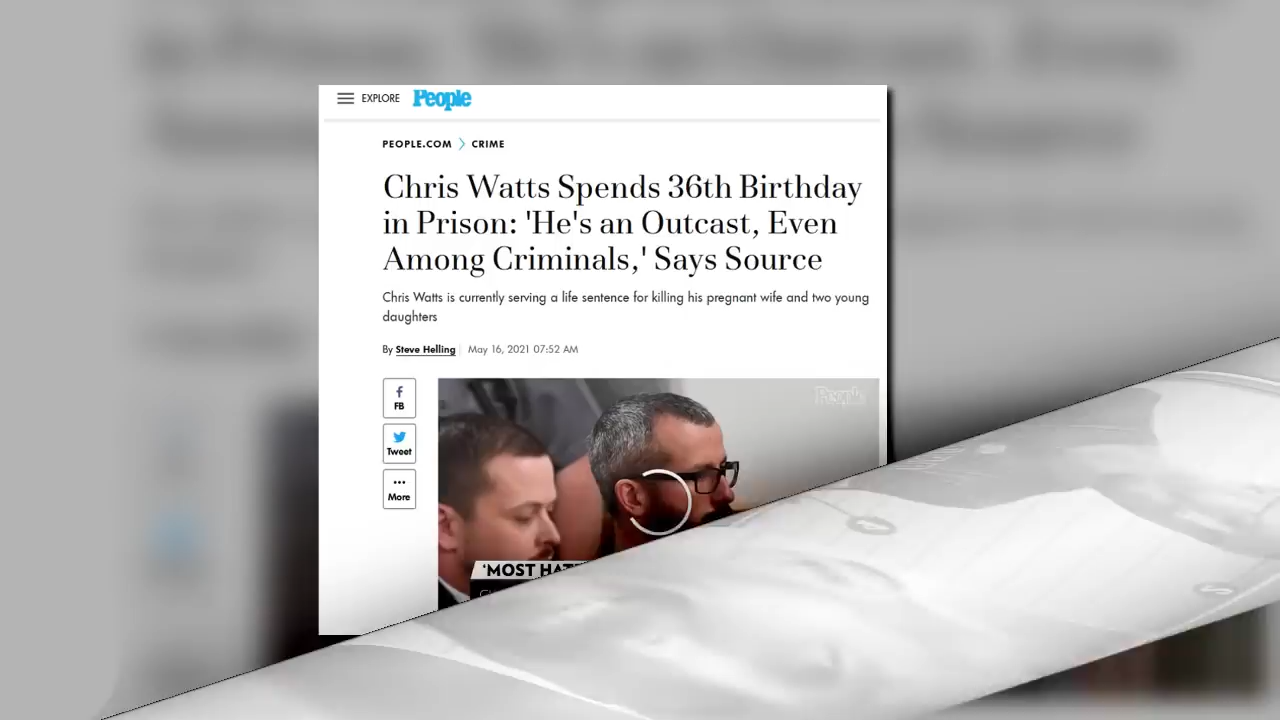 EXPLORE People
PEOPLE.COM > CRIME
Chris Watts Spends 36th Birthday
in Prison: 'He's an Outcast, Even
Among Criminals,' Says Source
Chris Watts is currently serving a life sentence for killing his pregnant wife and two young
daughters
By Steve Helling May 16, 2021 07:52 AM
FB
Tweet
More
People
'MOST